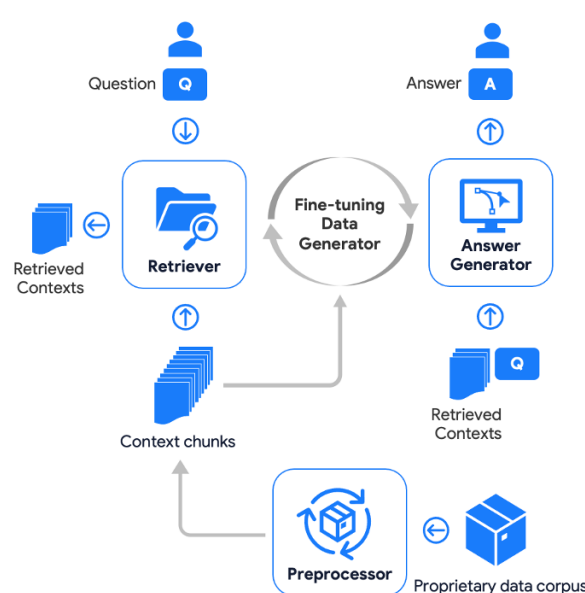 Question Q
Answer A
Fine-tuning
Data
Generator
Retriever
Answer
Generator
Retrieved
Contexts
Q
Retrieved
Contexts
Context chunks
Preprocessor
Proprietary data corpus